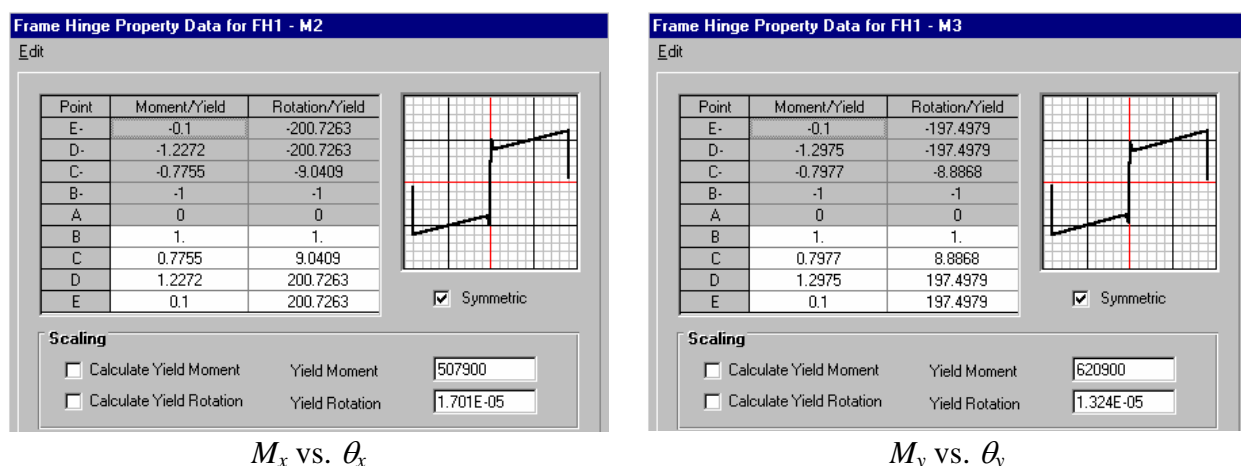 Frame Hinge Property Data for FH1 - M2
Edit
Point Moment/Yield Rotation/Yield
E- -0.1 -200.7263
D- -1.2272 -200.7263
C- -0.7755 -9.0409
B- -1 -1
A 0 0
B 1. 1.
C 0.7755 9.0409
D 1.2272 200.7263
E 0.1 200.7263
Symmetric
Scaling
Calculate Yield Moment Yield Moment 507900
Calculate Yield Rotation Yield Rotation 1.701E-05
Mx vs. θx
Frame Hinge Property Data for FH1 - M3
Edit
Point Moment/Yield Rotation/Yield
E- -0.1 -197.4979
D- -1.2975 -197.4979
C- -0.7977 -8.8868
B- -1 -1
A 0 0
B 1. 1.
C 0.7977 8.8868
D 1.2975 197.4979
E 0.1 197.4979
Symmetric
Scaling
Calculate Yield Moment Yield Moment 620900
Calculate Yield Rotation Yield Rotation 1.324E-05
My vs. θy